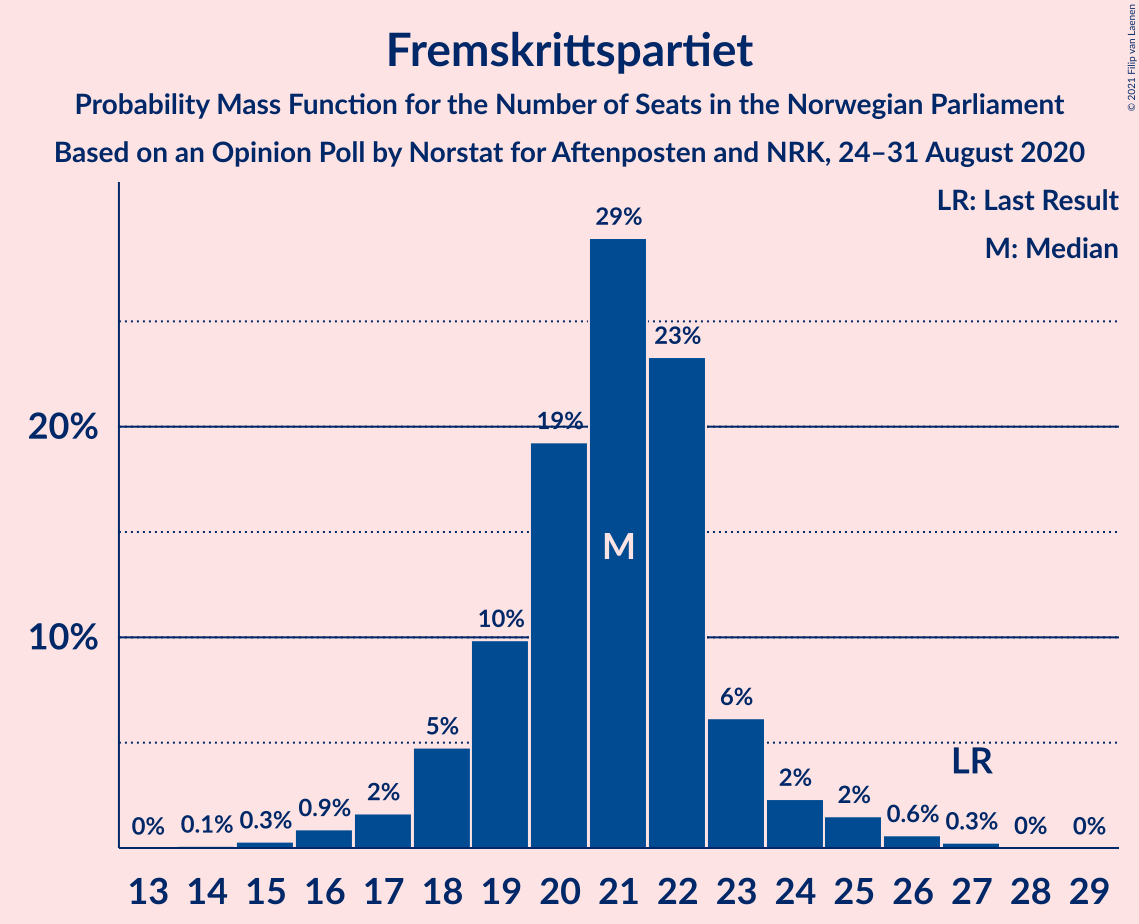 Fremskrittspartiet
Probability Mass Function for the Number of Seats in the Norwegian Parliament
Based on an Opinion Poll by Norstat for Aftenposten and NRK, 24–31 August 2020
© 2021 Filip van Laenen
LR: Last Result
M: Median
29%
23%
20%
19%
M
10%
10%
6%
5%
LR
2%
2%
2%
0.9%
0.6%
0.3%
0.3%
0.1%
0%
0%
0%
13 14 15 16 17 18 19 20 21 22 23 24 25 26 27 28 29